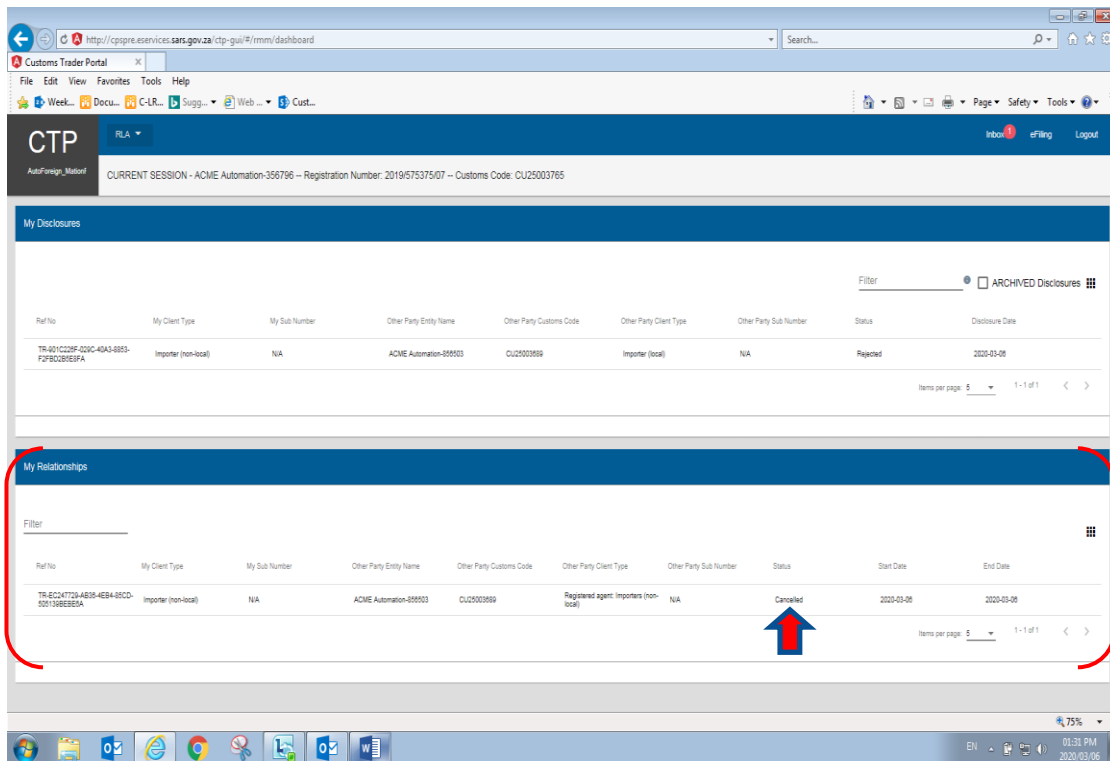 http://cpspre.eservices.sars.gov.za/ctp-gui/#/rmm/dashboard
Search...
Customs Trader Portal
X
File Edit View Favorites Tools Help
Week... Docu... C-LR... Sugg... Web ... Cust...
Page Safety Tools
CTP
RLA
Inbox 1 eFiling Logout
AutoForeign_MationF
CURRENT SESSION - ACME Automation-356796 -- Registration Number: 2019/575375/07 -- Customs Code: CU25003765
My Disclosures
Filter
ARCHIVED Disclosures
Ref No My Client Type My Sub Number Other Party Entity Name Other Party Customs Code Other Party Client Type Other Party Sub Number Status Disclosure Date
TR-901C226F-029C-40A3-8853-
F2FBD2B5E8FA
Importer (non-local) N/A ACME Automation-856503 CU25003689 Importer (local) N/A Rejected 2020-03-06
Items per page: 5 1 - 1 of 1
My Relationships
Filter
Ref No My Client Type My Sub Number Other Party Entity Name Other Party Customs Code Other Party Client Type Other Party Sub Number Status Start Date End Date
TR-EC247729-AB36-4EB4-85CD-
505139BEBE5A
Importer (non-local) N/A ACME Automation-856503 CU25003689 Registered agent: Importers (non-
local)
N/A Cancelled 2020-03-06 2020-03-06
Items per page: 5 1 - 1 of 1
75%
EN
01:31 PM
2020/03/06